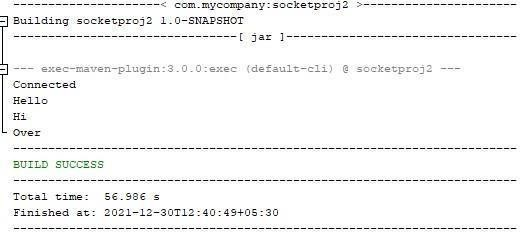 --------------------< com.mycompany:socketproj2 >--------------------
Building socketproj2 1.0-SNAPSHOT
--------------------------------[ jar ]---------------------------------
--- exec-maven-plugin:3.0.0:exec (default-cli) @ socketproj2 ---
Connected
Hello
Hi
Over
------------------------------------------------------------------------
BUILD SUCCESS
------------------------------------------------------------------------
Total time:  56.986 s
Finished at: 2021-12-30T12:40:49+05:30
------------------------------------------------------------------------